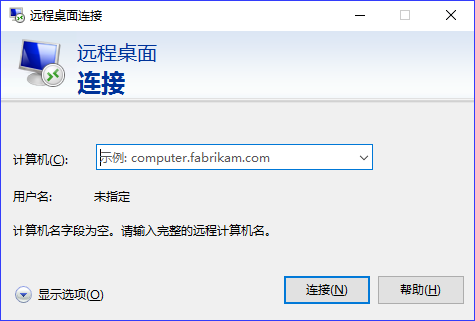 远程桌面连接
远程桌面
连接
计算机(C): 示例: computer.fabrikam.com
用户名: 未指定
计算机名字段为空。请输入完整的远程计算机名。
显示选项(O) 连接(N) 帮助(H)